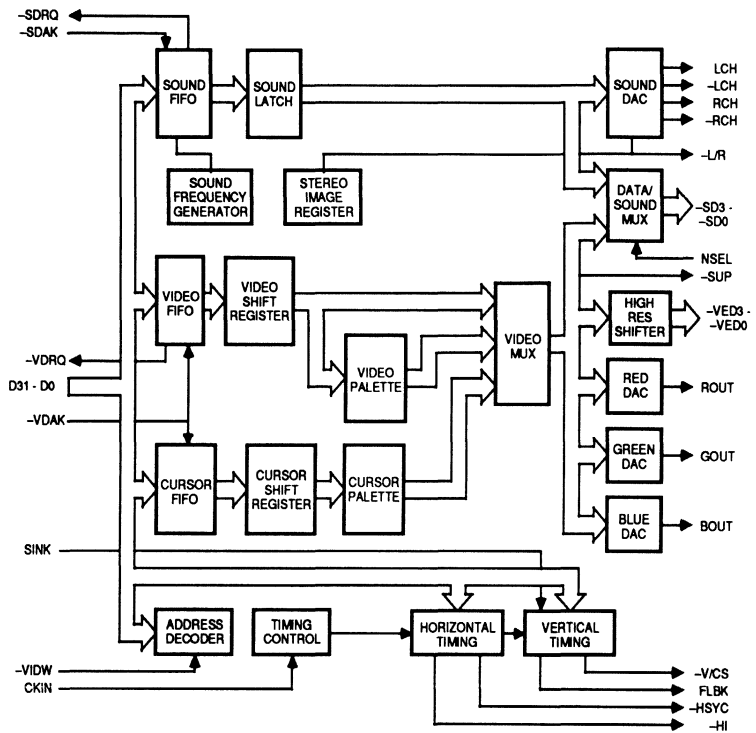 –SDRQ
–SDAK
SOUND
FIFO
SOUND
LATCH
SOUND
DAC
LCH
–LCH
RCH
–RCH
–L/R
SOUND
FREQUENCY
GENERATOR
STEREO
IMAGE
REGISTER
DATA/
SOUND
MUX
–SD3 -
–SD0
NSEL
–SUP
VIDEO
FIFO
VIDEO
SHIFT
REGISTER
VIDEO
PALETTE
VIDEO
MUX
HIGH
RES
SHIFTER
–VED3 -
–VED0
–VDRQ
D31 - D0
–VDAK
RED
DAC
ROUT
CURSOR
FIFO
CURSOR
SHIFT
REGISTER
CURSOR
PALETTE
GREEN
DAC
GOUT
BLUE
DAC
BOUT
SINK
ADDRESS
DECODER
TIMING
CONTROL
HORIZONTAL
TIMING
VERTICAL
TIMING
–VIDW
CKIN
–V/CS
FLBK
–HSYC
–HI